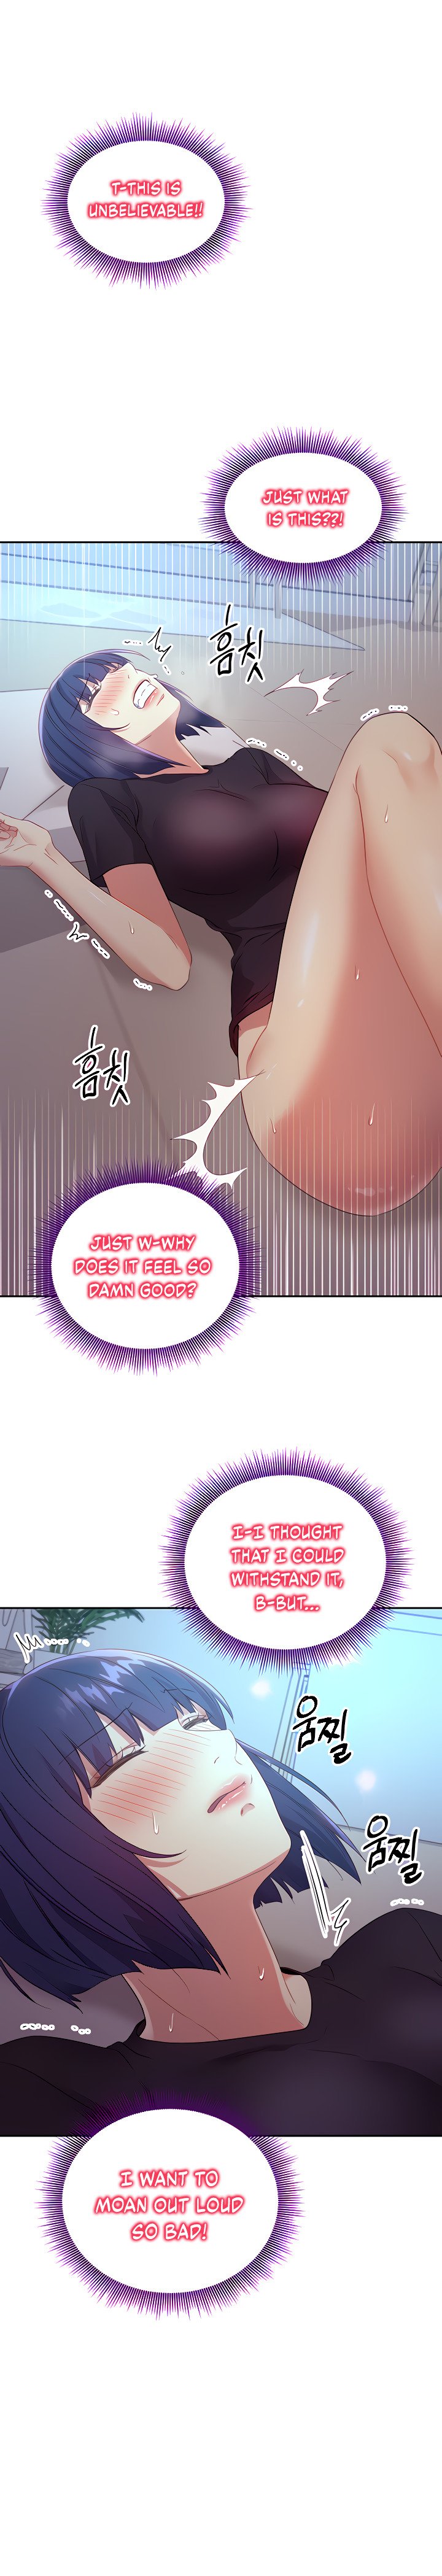 T-THIS IS
UNBELIEVABLE!!
JUST WHAT
IS THIS??!
흠칫
흠칫
JUST W-WHY
DOES IT FEEL SO
DAMN GOOD?
I-I THOUGHT
THAT I COULD
WITHSTAND IT,
B-BUT...
움찔
움찔
I WANT TO
MOAN OUT LOUD
SO BAD!